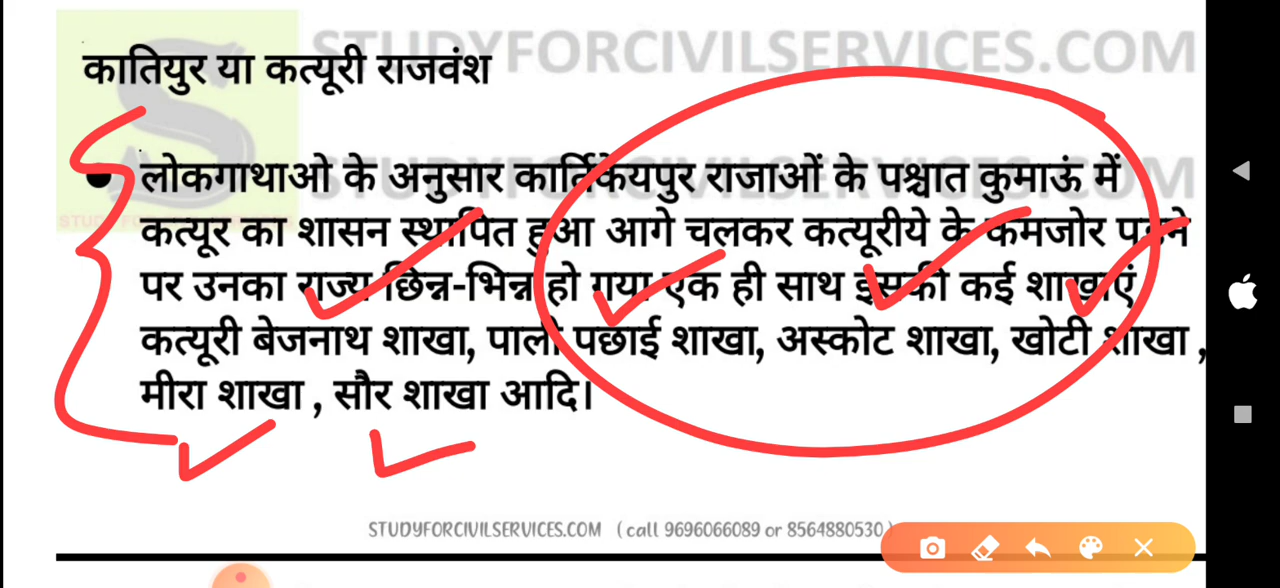 STUDYFORCIVILSERVICES.COM
कातियुर या कत्यूरी राजवंश
लोकगाथाओ के अनुसार कार्तिकेयपुर राजाओं के पश्चात कुमाऊं में
कत्यूर का शासन स्थापित हुआ आगे चलकर कत्यूरीये के कमजोर पड़ने
पर उनका राज्य छिन्न-भिन्न हो गया एक ही साथ इसकी कई शाखाएं
कत्यूरी बेजनाथ शाखा, पाली पछाई शाखा, अस्कोट शाखा, खोटी शाखा ,
मीरा शाखा , सौर शाखा आदि।
STUDYFORCIVILSERVICES.COM ( call 9696066089 or 8564880530 )